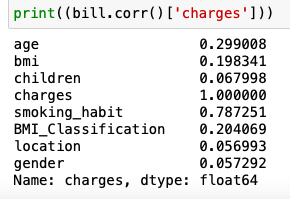 print((bill.corr()['charges']))
age                  0.299008
bmi                  0.198341
children             0.067998
charges              1.000000
smoking_habit        0.787251
BMI_Classification   0.204069
location             0.056993
gender               0.057292
Name: charges, dtype: float64